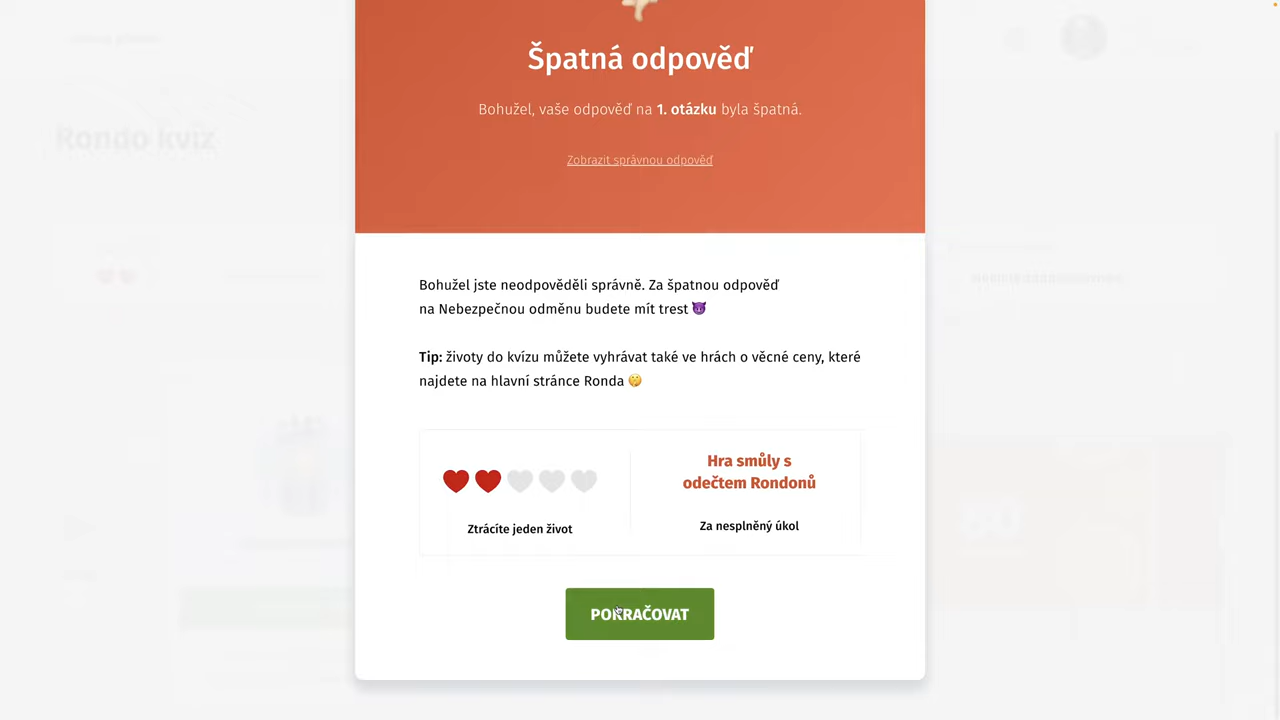 Špatná odpověď
Bohužel, vaše odpověď na 1. otázku byla špatná.
Zobrazit správnou odpověď
Rondo kvíz
Bohužel jste neodpověděli správně. Za špatnou odpověď
na Nebezpečnou odměnu budete mít trest 😈
Tip: životy do kvízu můžete vyhrávat také ve hrách o věcné ceny, které
najdete na hlavní stránce Ronda 🤫
Hra smůly s
odečtem Rondonů
Ztrácíte jeden život
Za nesplněný úkol
POKRAČOVAT